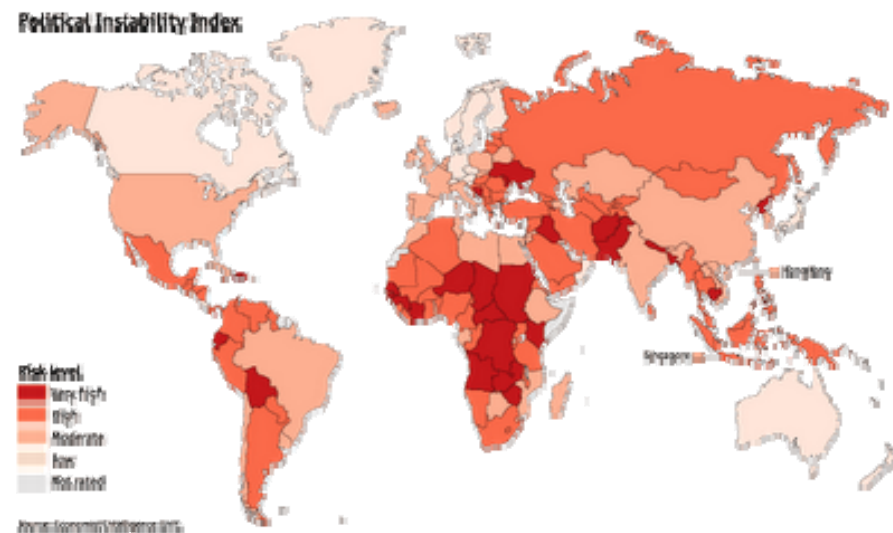 Political Instability Index
Hong Kong
Singapore
Risk level
Very high
High
Moderate
Low
Not rated